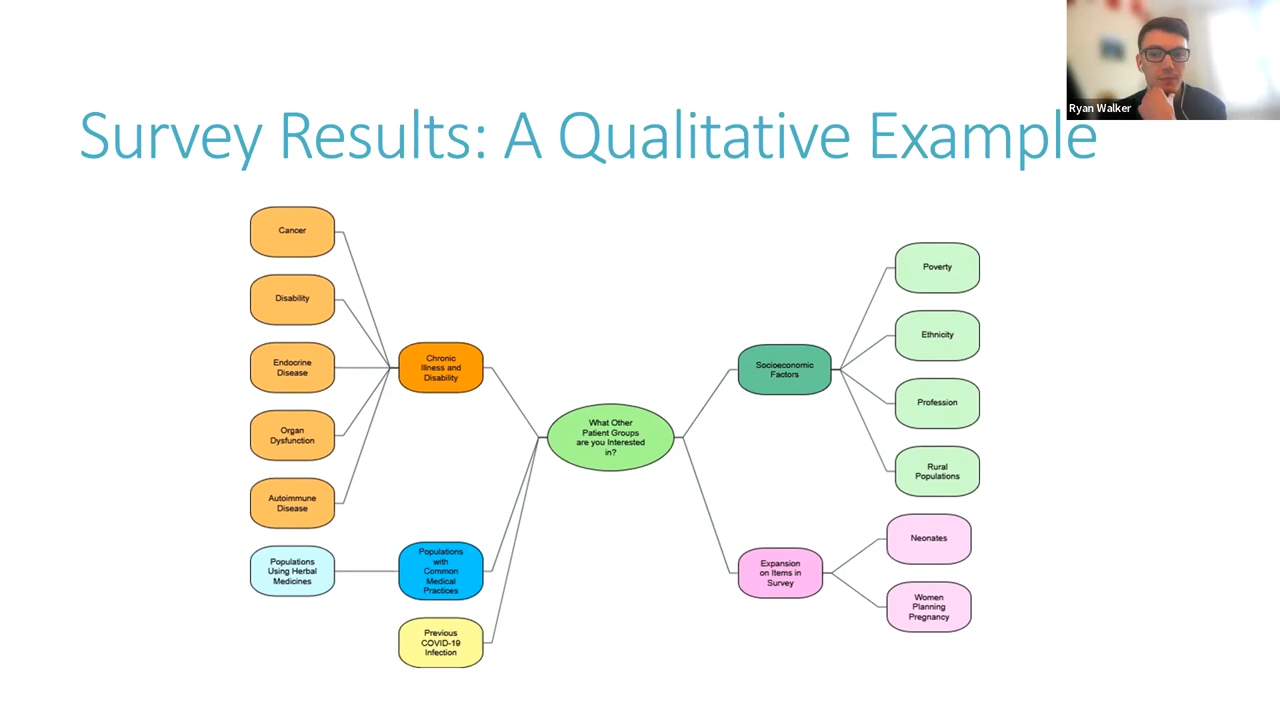 Ryan Walker
Survey Results: A Qualitative Example
Cancer
Disability
Endocrine
Disease
Organ
Dysfunction
Autoimmune
Disease
Populations
Using Herbal
Medicines
Chronic
Illness and
Disability
Populations
with
Common
Medical
Practices
Previous
COVID-19
Infection
What Other
Patient Groups
are you Interested
in?
Socioeconomic
Factors
Expansion
on Items in
Survey
Poverty
Ethnicity
Profession
Rural
Populations
Neonates
Women
Planning
Pregnancy